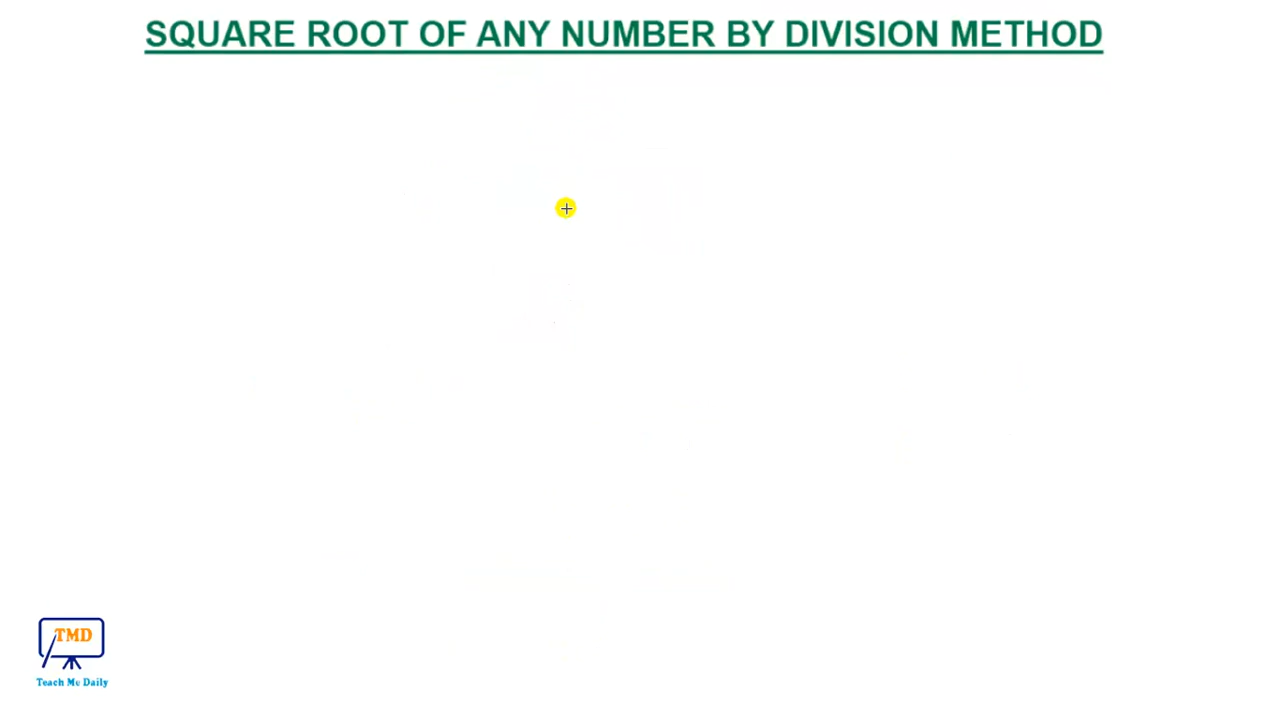 SQUARE ROOT OF ANY NUMBER BY DIVISION METHOD
TMD
Teach Me Daily